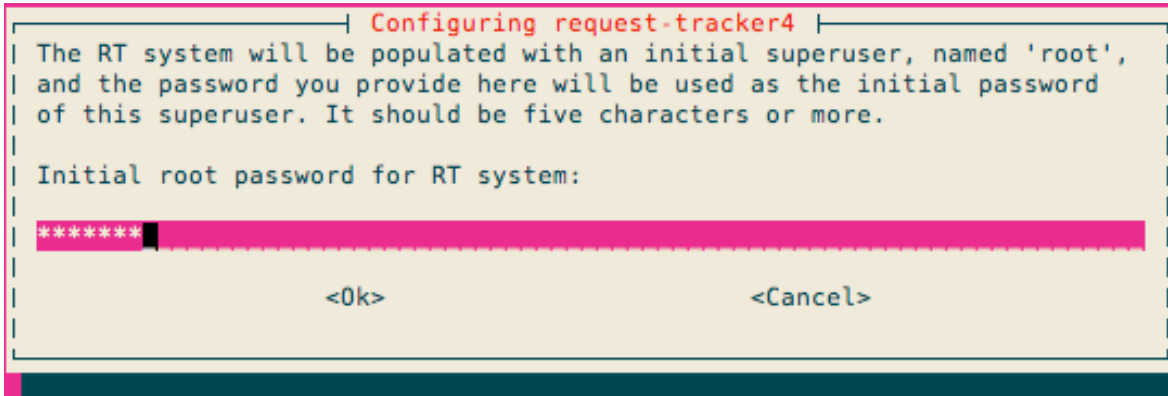 Configuring request-tracker4
The RT system will be populated with an initial superuser, named 'root',
and the password you provide here will be used as the initial password
of this superuser. It should be five characters or more.
Initial root password for RT system:
*******
<Ok> <Cancel>